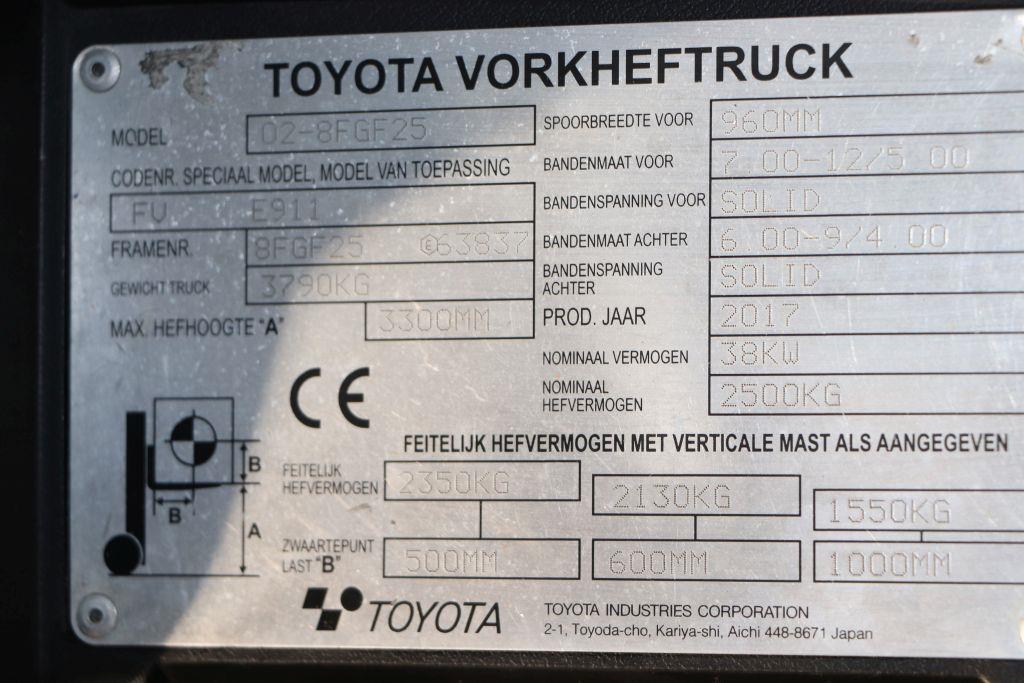 TOYOTA VORKHEFTRUCK
MODEL 02-8FGF25
CODENR. SPECIAAL MODEL, MODEL VAN TOEPASSING
FV E911
FRAMENR. 8FGF25 E63837
GEWICHT TRUCK 3790KG
MAX. HEFHOOGTE "A" 3300MM
SPOORBREEDTE VOOR 960MM
BANDENMAAT VOOR 7.00-12/5.00
BANDENSPANNING VOOR SOLID
BANDENMAAT ACHTER 6.00-9/4.00
BANDENSPANNING
ACHTER SOLID
PROD. JAAR 2017
NOMINAAL VERMOGEN 38KW
NOMINAAL
HEFVERMOGEN 2500KG
CE
B
B
A
FEITELIJK HEFVERMOGEN MET VERTICALE MAST ALS AANGEGEVEN
FEITELIJK
HEFVERMOGEN 2350KG 2130KG 1550KG
ZWAARTEPUNT
LAST "B" 500MM 600MM 1000MM
TOYOTA
TOYOTA INDUSTRIES CORPORATION
2-1, Toyoda-cho, Kariya-shi, Aichi 448-8671 Japan